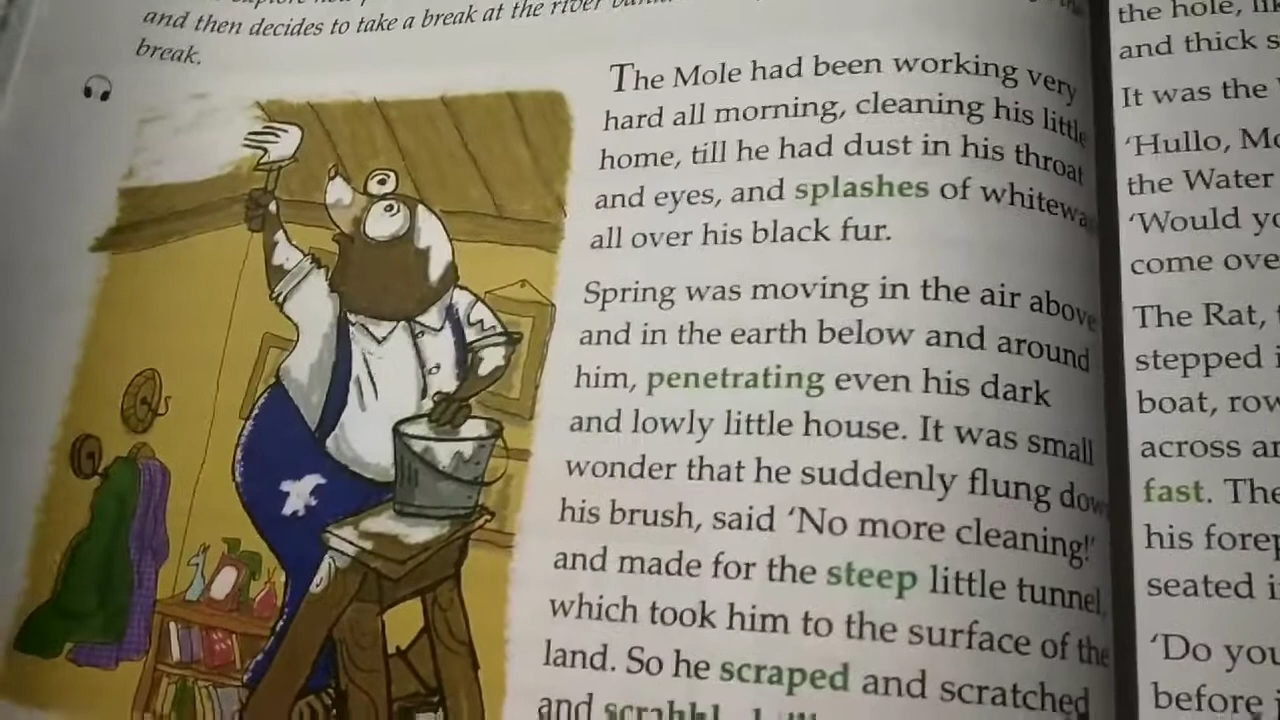 and then decides to take a break at the river
break.
The Mole had been working very
hard all morning, cleaning his little
home, till he had dust in his throat
and eyes, and splashes of
all over his black fur.
Spring was moving in the air above
and in the earth below and around
him, penetrating even his dark
and lowly little house. It was small
wonder that he suddenly flung
his brush, said ‘No more cleaning!’
and made for the steep little tunnel,
which took him to the surface of the
land. So he scraped and scratched
and
the hole,
and thick
It was the
‘Hullo,
the Water
‘Would
come
The Rat,
stepped
boat,
across
fast. The
his
seated
‘Do you
before